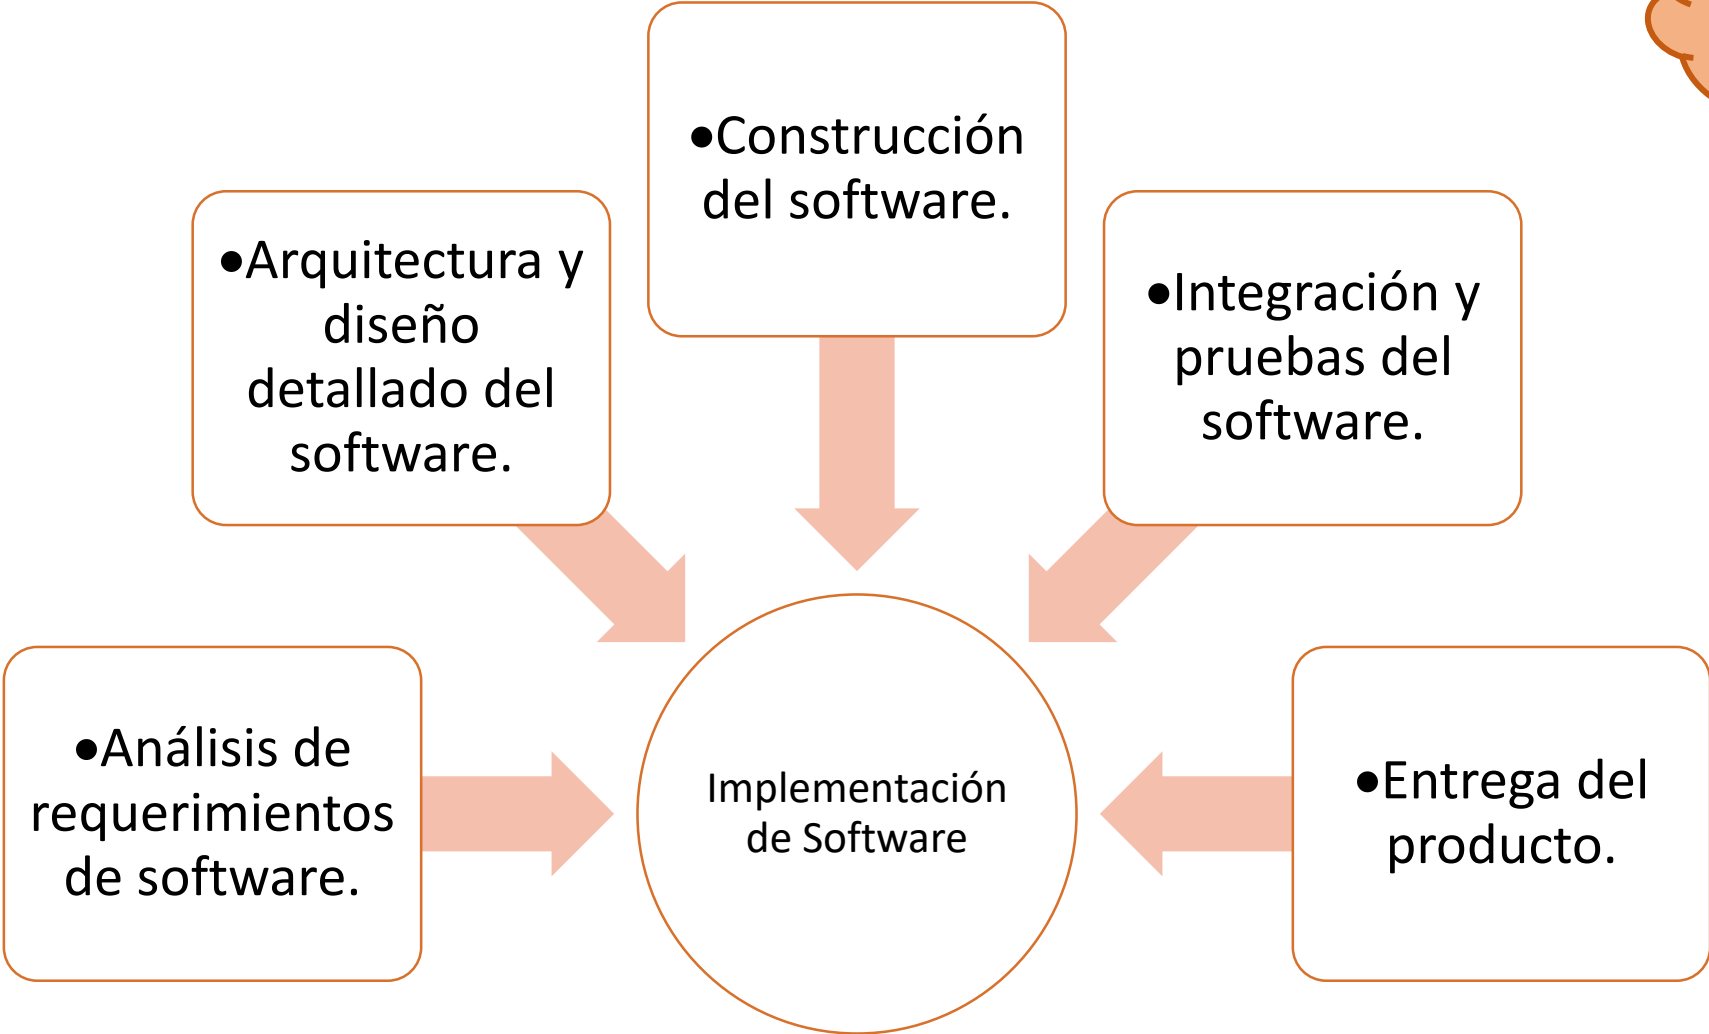 •Construcción
del software.
•Arquitectura y
diseño
detallado del
software.
•Integración y
pruebas del
software.
•Análisis de
requerimientos
de software.
Implementación
de Software
•Entrega del
producto.